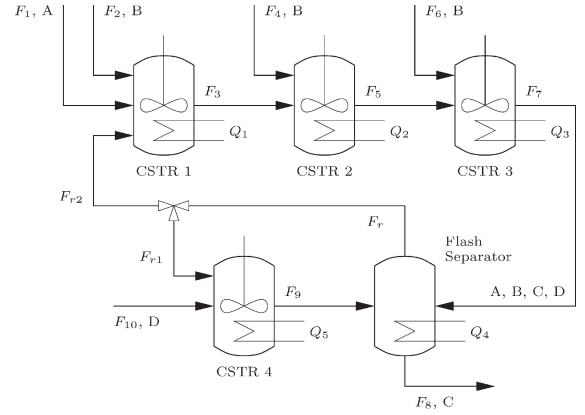 F1, A
F2, B
F4, B
F6, B
F3
F5
F7
Q1
Q2
Q3
CSTR 1
CSTR 2
CSTR 3
Fr2
Fr
Flash
Separator
Fr1
F9
A, B, C, D
F10, D
Q5
Q4
CSTR 4
F8, C